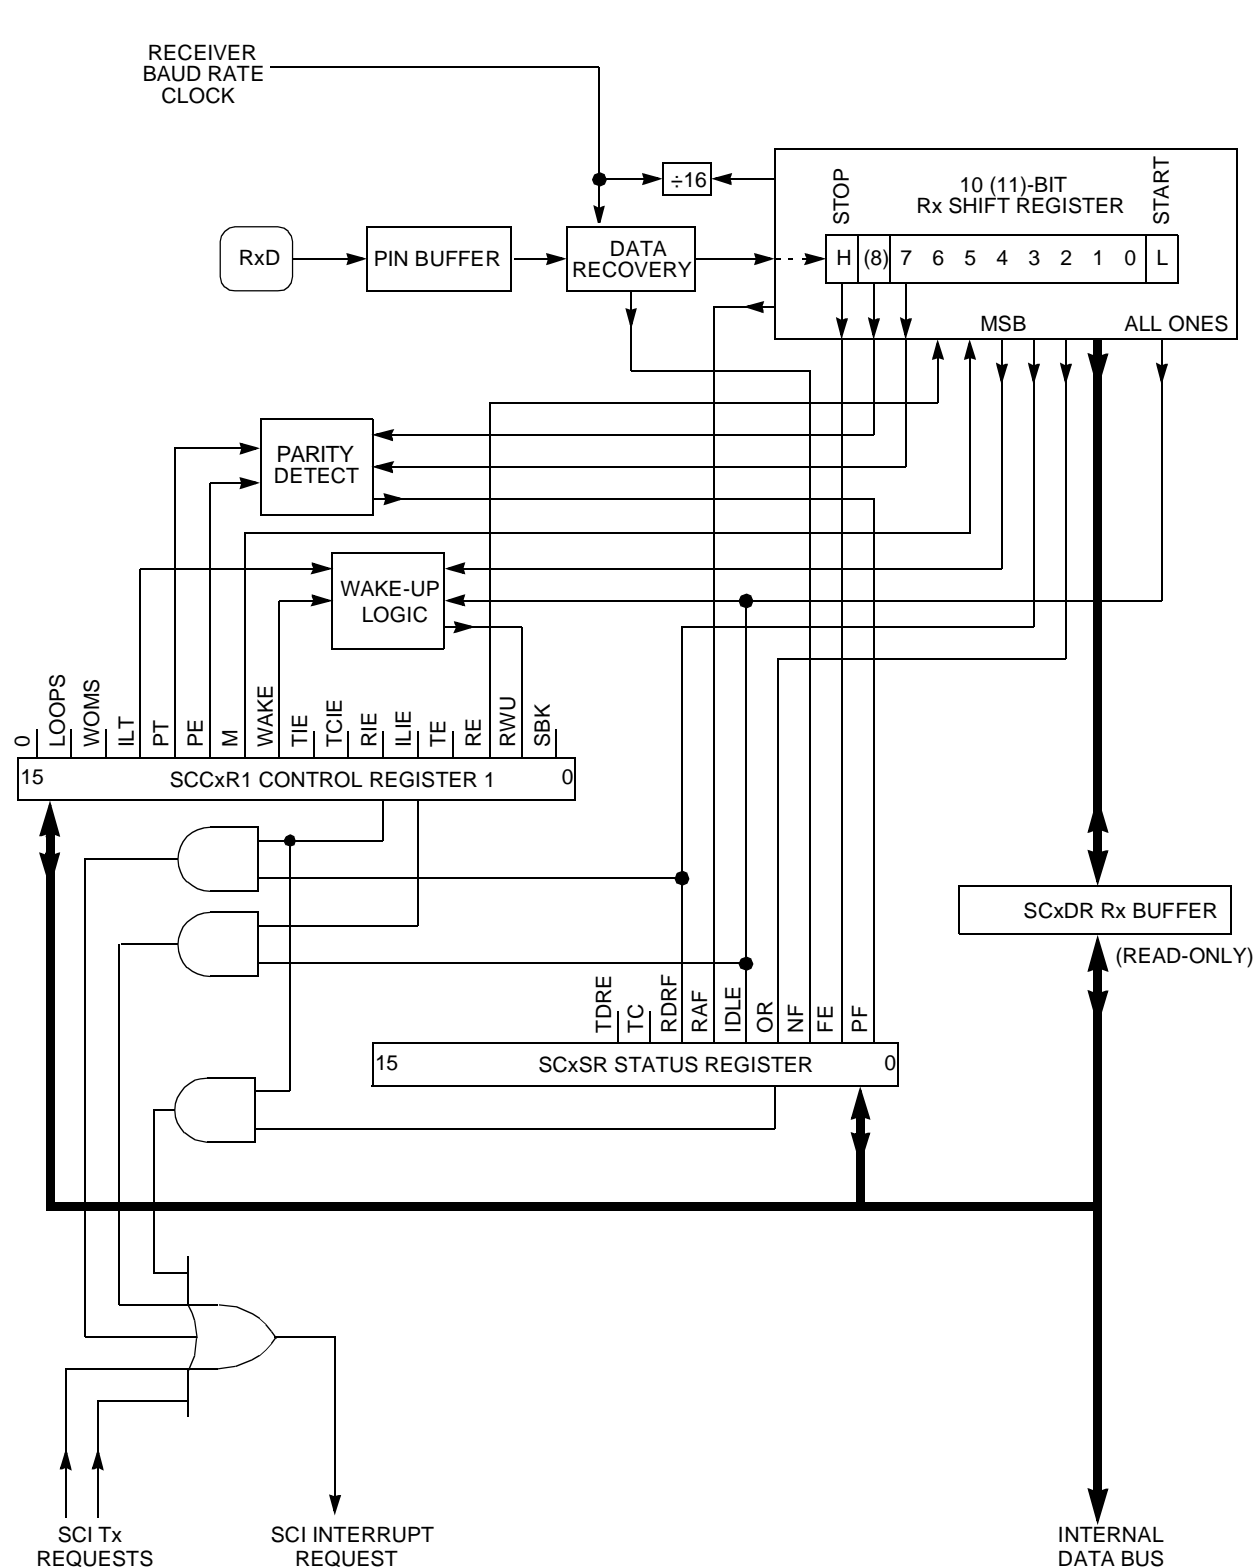 RECEIVER
BAUD RATE
CLOCK
÷16
STOP
10 (11)-BIT
Rx SHIFT REGISTER
START
RxD
PIN BUFFER
DATA
RECOVERY
H (8) 7 6 5 4 3 2 1 0 L
MSB
ALL ONES
PARITY
DETECT
WAKE-UP
LOGIC
0
LOOPS
WOMS
ILT
PT
PE
M
WAKE
TIE
TCIE
RIE
ILIE
TE
RE
RWU
SBK
15 SCCxR1 CONTROL REGISTER 1 0
SCxDR Rx BUFFER
(READ-ONLY)
TDRE
TC
RDRF
RAF
IDLE
OR
NF
FE
PF
15 SCxSR STATUS REGISTER 0
SCI Tx
REQUESTS
SCI INTERRUPT
REQUEST
INTERNAL
DATA BUS